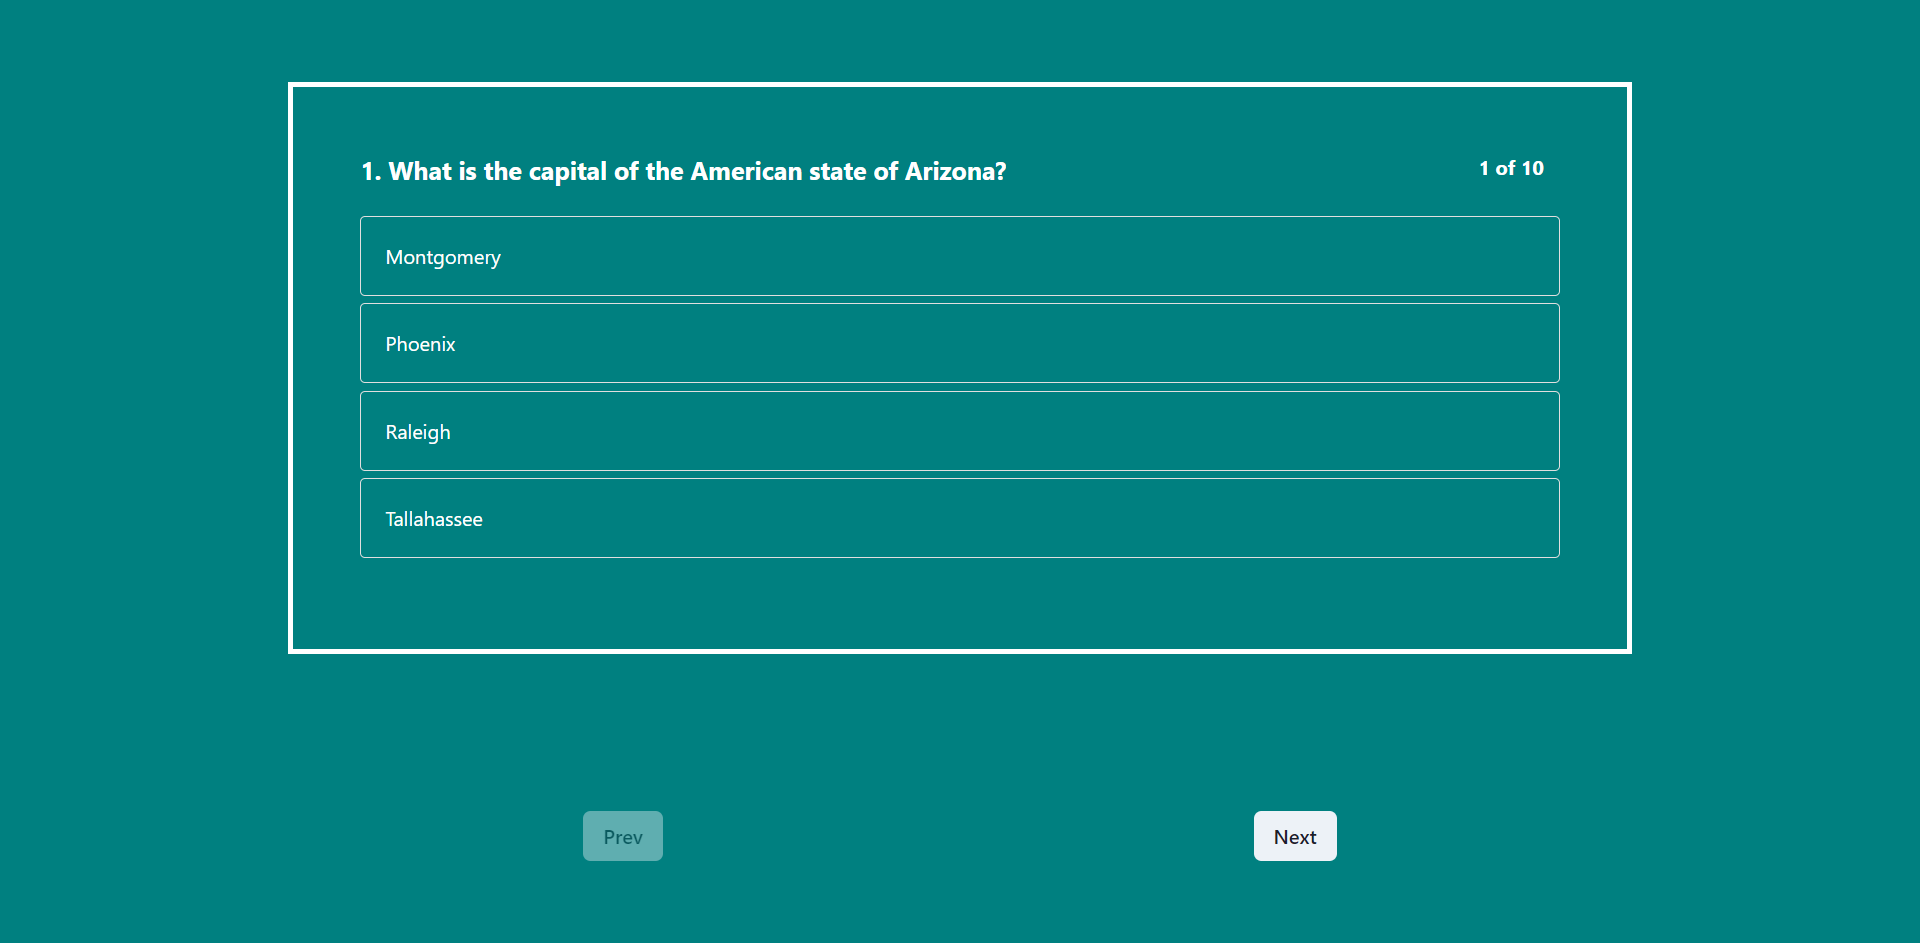 1. What is the capital of the American state of Arizona?
1 of 10
Montgomery
Phoenix
Raleigh
Tallahassee
Prev
Next